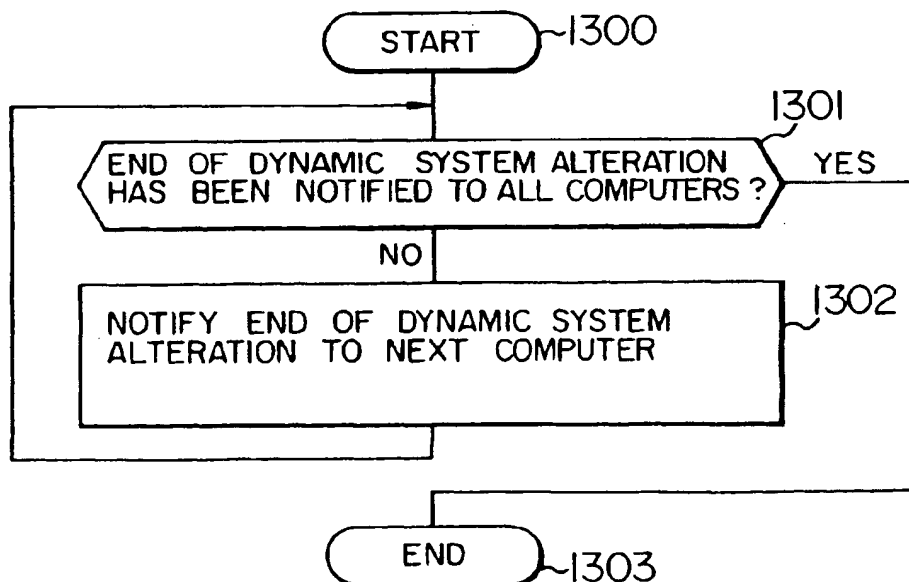 START
1300
1301
END OF DYNAMIC SYSTEM ALTERATION
HAS BEEN NOTIFIED TO ALL COMPUTERS ?
YES
NO
1302
NOTIFY END OF DYNAMIC SYSTEM
ALTERATION TO NEXT COMPUTER
END
1303